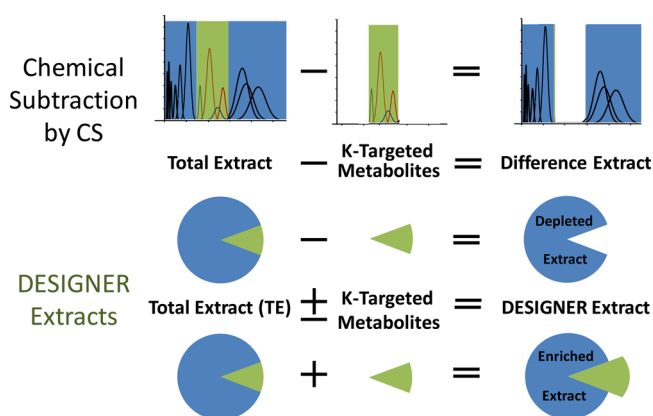 Chemical
Subtraction
by CS
− =
Total Extract − K-Targeted Metabolites = Difference Extract
− =
Depleted
Extract
DESIGNER
Extracts
Total Extract (TE) ± K-Targeted Metabolites = DESIGNER Extract
+ =
Enriched
Extract